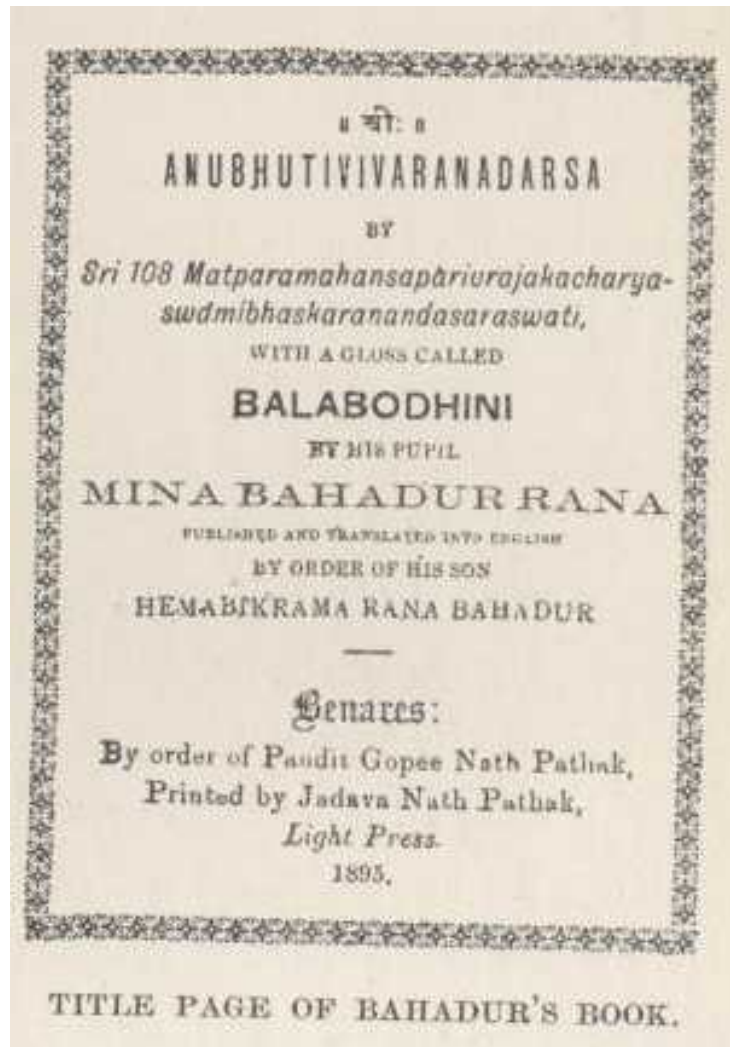 ॥ श्रीः ॥
ANUBHUTIVIVARANADARSA
BY
Sri 108 Matparamahansaparivrajakacharya-
swdmibhaskaranandasaraswati,
WITH A GLOSS CALLED
BALABODHINI
BY HIS PUPIL
MINA BAHADUR RANA
PUBLISHED AND TRANSLATED INTO ENGLISH
BY ORDER OF HIS SON
HEMABIKRAMA RANA BAHADUR
Benares:
By order of Pandit Gopee Nath Pathak,
Printed by Jadava Nath Pathak,
Light Press.
1895.
TITLE PAGE OF BAHADUR'S BOOK.